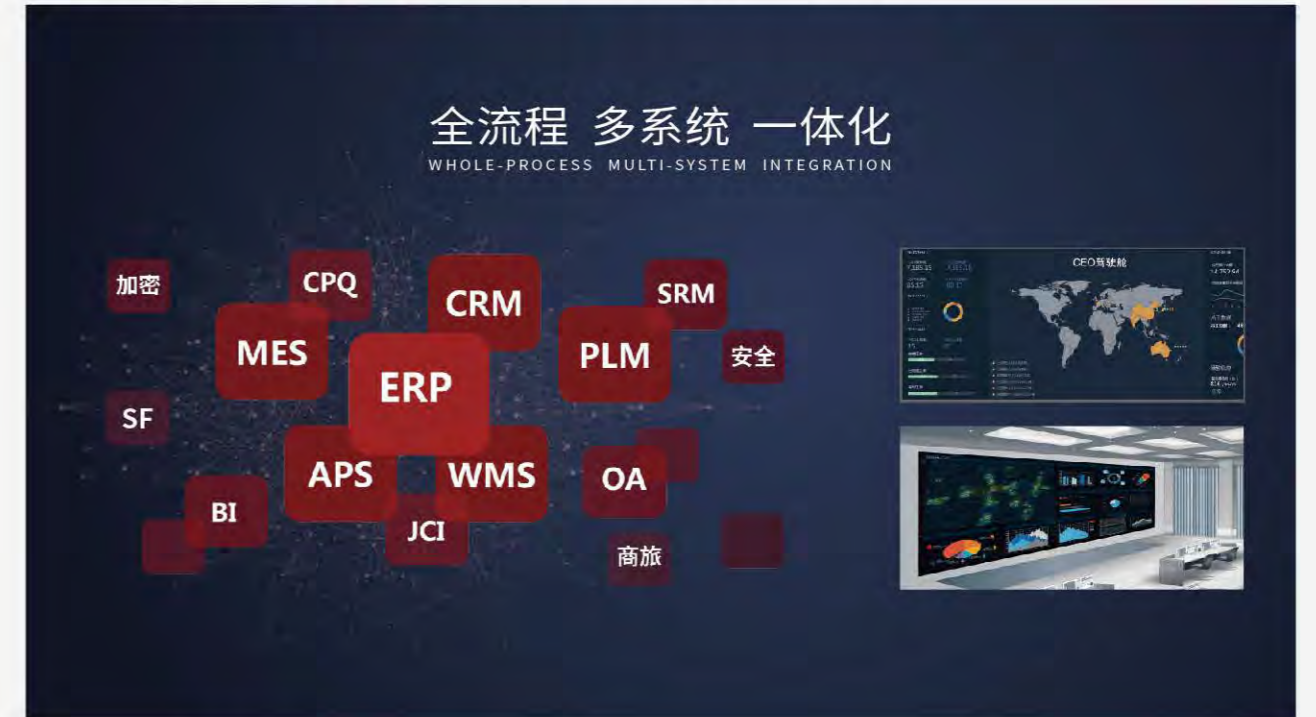 全流程 多系统 一体化
WHOLE-PROCESS MULTI-SYSTEM INTEGRATION
加密
CPQ
CRM
SRM
MES
ERP
PLM
安全
SF
APS
WMS
OA
BI
JCI
商旅
CEO驾驶舱